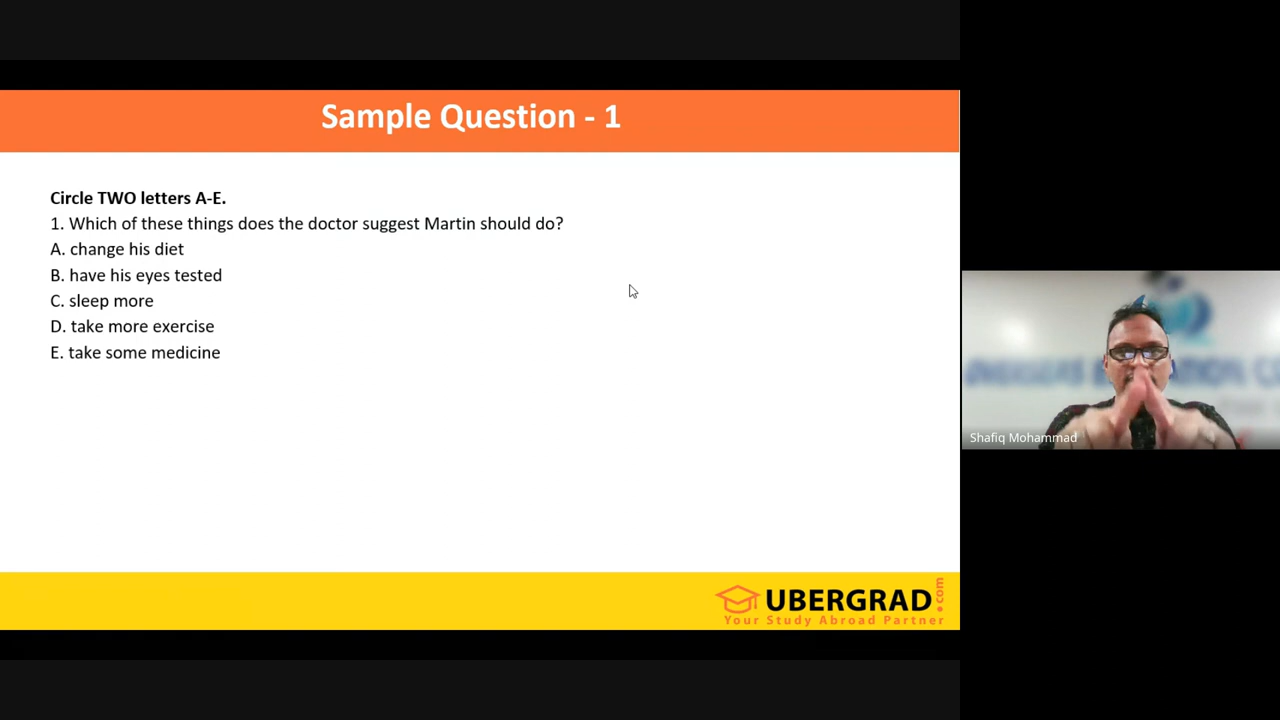 Sample Question - 1
Circle TWO letters A-E.
1. Which of these things does the doctor suggest Martin should do?
A. change his diet
B. have his eyes tested
C. sleep more
D. take more exercise
E. take some medicine
UBERGRAD.com
Your Study Abroad Partner
Shafiq Mohammad